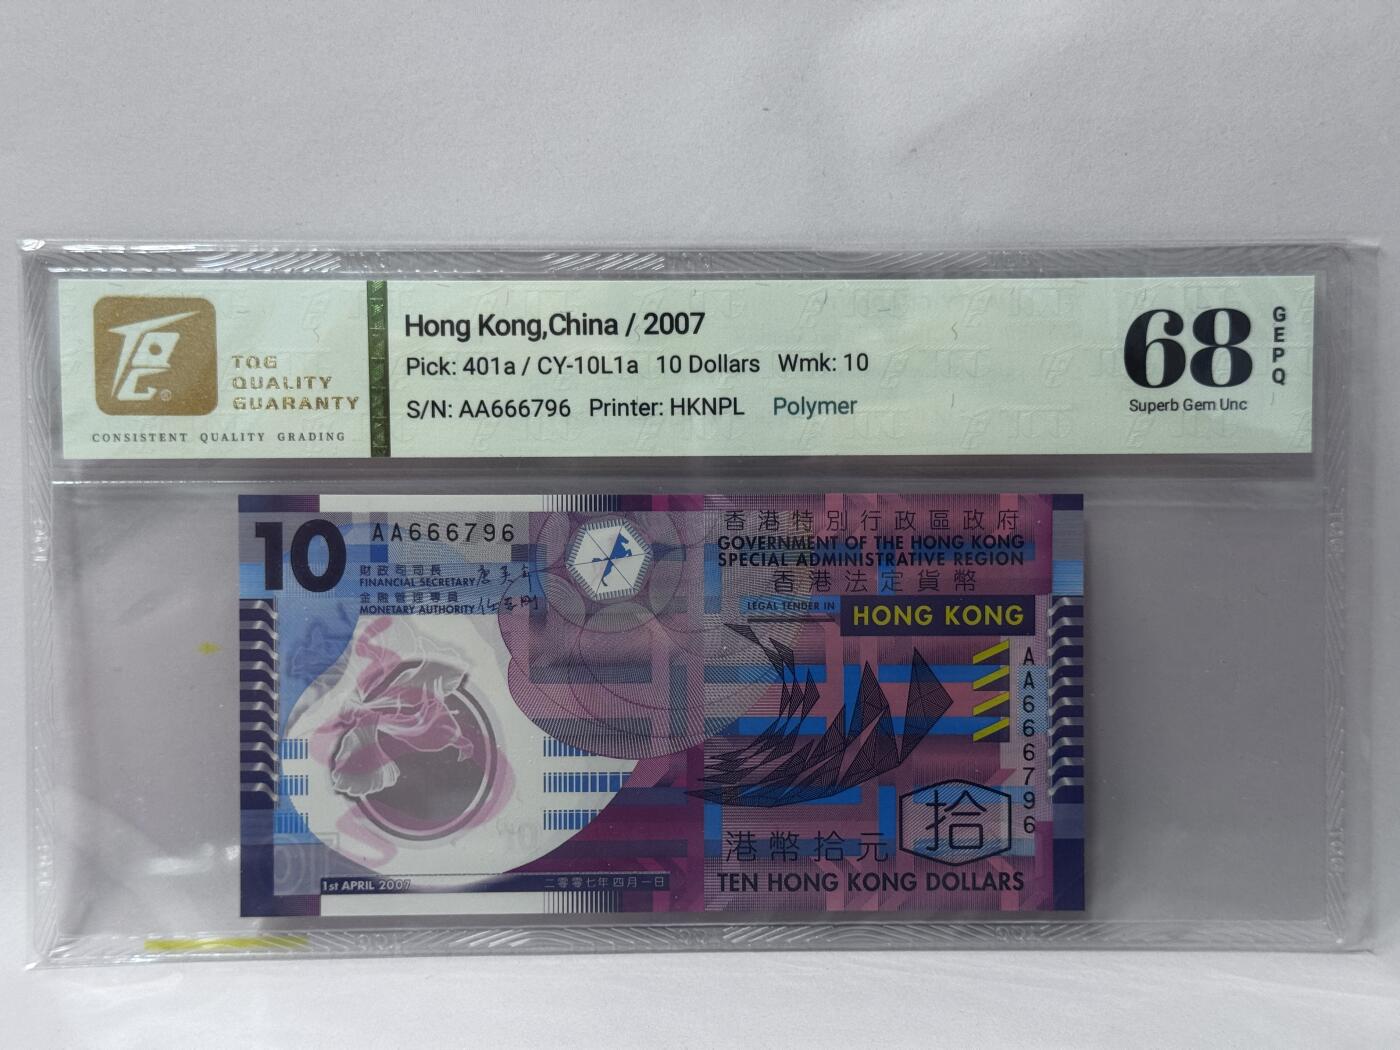 TQG
QUALITY
GUARANTY
CONSISTENT QUALITY GRADING
Hong Kong,China / 2007
Pick: 401a / CY-10L1a 10 Dollars Wmk: 10
S/N: AA666796 Printer: HKNPL Polymer
68
Superb Gem Unc
GEPQ
10
AA666796
財政司司長
FINANCIAL SECRETARY
金融管理專員
MONETARY AUTHORITY
香港特別行政區政府
GOVERNMENT OF THE HONG KONG
SPECIAL ADMINISTRATIVE REGION
香港法定貨幣
LEGAL TENDER IN
HONG KONG
AA666796
拾
港幣拾元
TEN HONG KONG DOLLARS
1st APRIL 2007
二零零七年四月一日